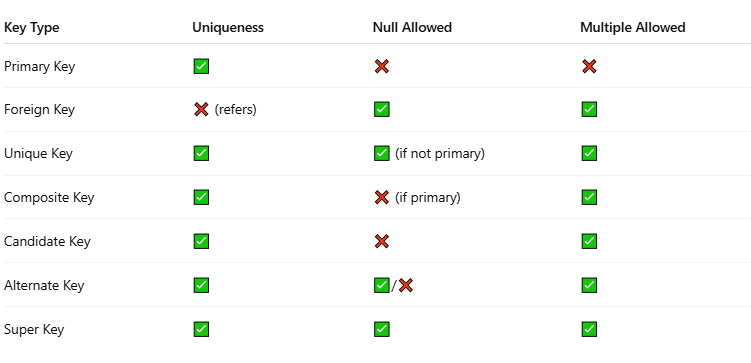 Key Type Uniqueness Null Allowed Multiple Allowed
Primary Key ✅ ❌ ❌
Foreign Key ❌ (refers) ✅ ✅
Unique Key ✅ ✅ (if not primary) ✅
Composite Key ✅ ❌ (if primary) ✅
Candidate Key ✅ ❌ ✅
Alternate Key ✅ ✅/❌ ✅
Super Key ✅ ✅ ✅